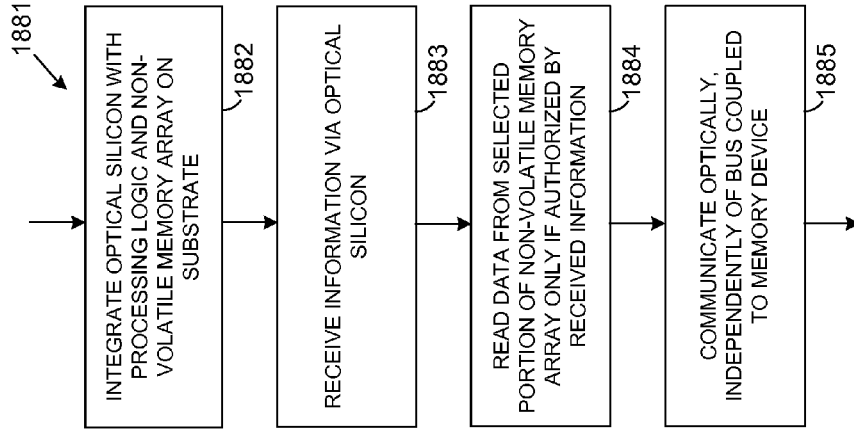 1881
INTEGRATE OPTICAL SILICON WITH
PROCESSING LOGIC AND NON-
VOLATILE MEMORY ARRAY ON
SUBSTRATE
1882
RECEIVE INFORMATION VIA OPTICAL
SILICON
1883
READ DATA FROM SELECTED
PORTION OF NON-VOLATILE MEMORY
ARRAY ONLY IF AUTHORIZED BY
RECEIVED INFORMATION
1884
COMMUNICATE OPTICALLY,
INDEPENDENTLY OF BUS COUPLED
TO MEMORY DEVICE
1885